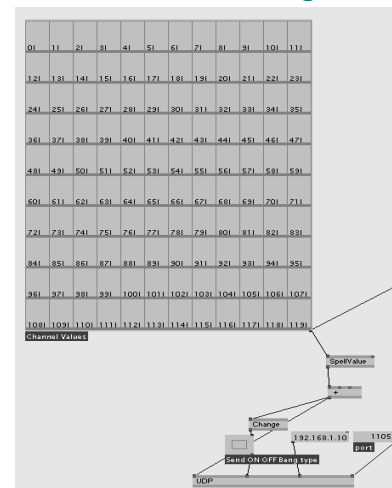 0| 1| 2| 3| 4| 5| 6| 7| 8| 9| 10| 11|
12| 13| 14| 15| 16| 17| 18| 19| 20| 21| 22| 23|
24| 25| 26| 27| 28| 29| 30| 31| 32| 33| 34| 35|
36| 37| 38| 39| 40| 41| 42| 43| 44| 45| 46| 47|
48| 49| 50| 51| 52| 53| 54| 55| 56| 57| 58| 59|
60| 61| 62| 63| 64| 65| 66| 67| 68| 69| 70| 71|
72| 73| 74| 75| 76| 77| 78| 79| 80| 81| 82| 83|
84| 85| 86| 87| 88| 89| 90| 91| 92| 93| 94| 95|
96| 97| 98| 99| 100| 101| 102| 103| 104| 105| 106| 107|
108| 109| 110| 111| 112| 113| 114| 115| 116| 117| 118| 119|
Channel Values
SpellValue
+
Change
192.168.1.10 1105
port
Send ON OFF Bang type
UDP